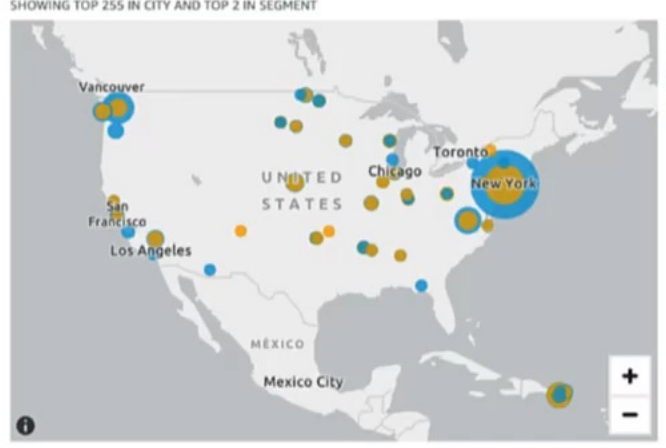 SHOWING TOP 255 IN CITY AND TOP 2 IN SEGMENT
Vancouver
Toronto
Chicago
New York
UNITED
STATES
San
Francisco
Los Angeles
MÉXICO
Mexico City
+
−
i